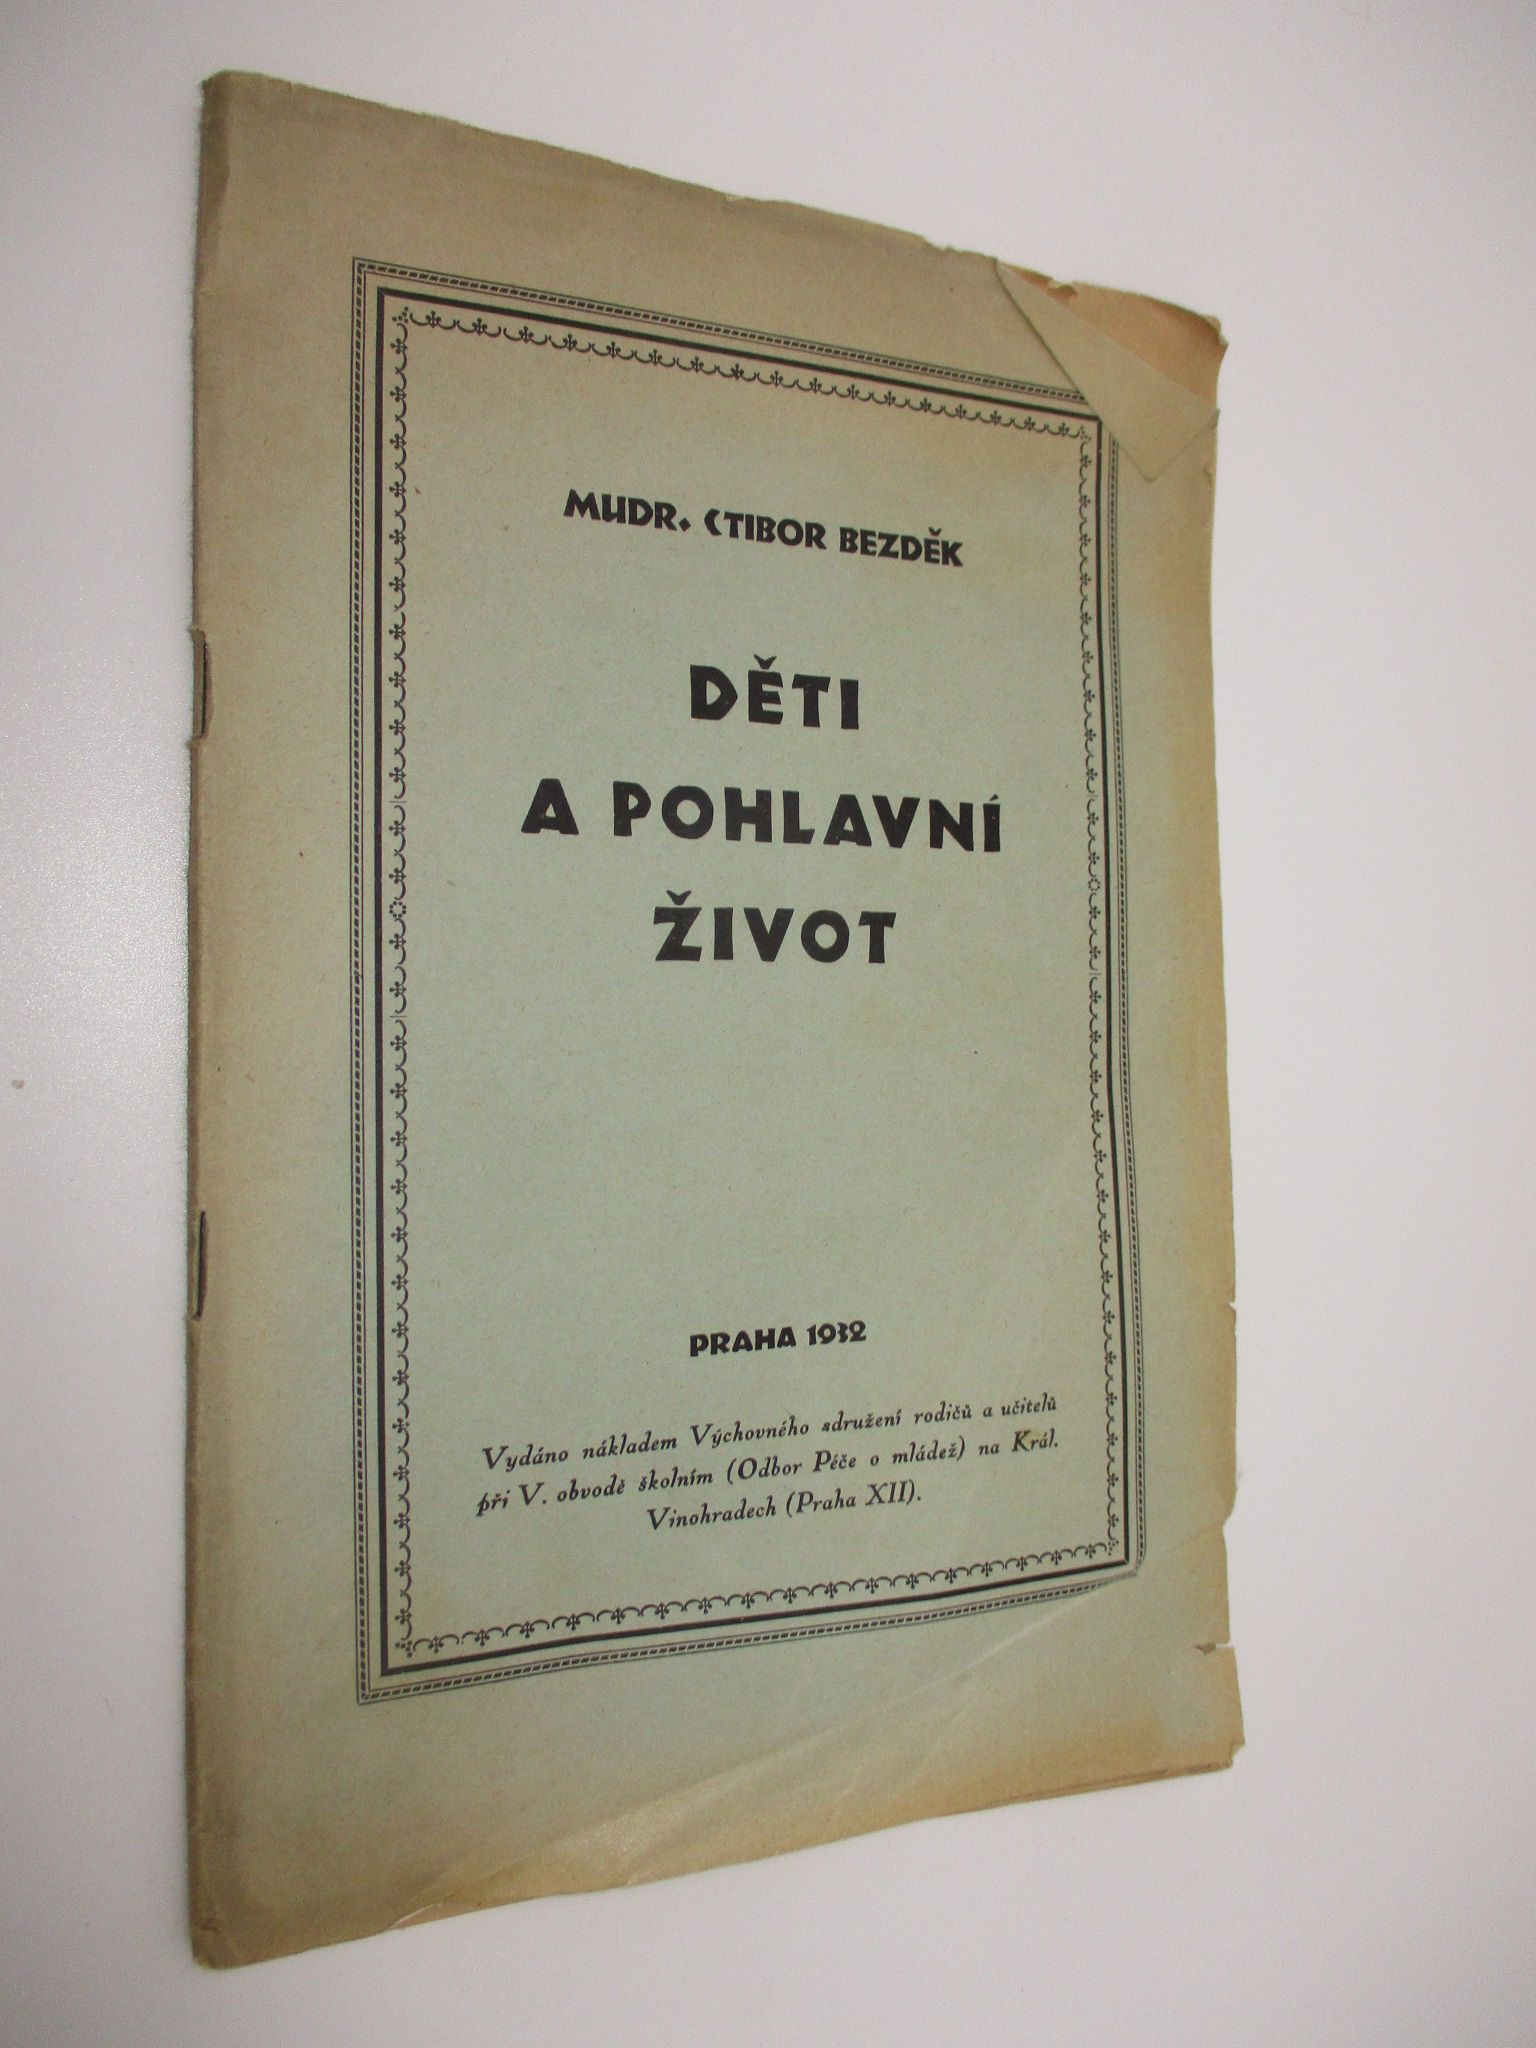 MUDR. CTIBOR BEZDĚK
DĚTI
A POHLAVNÍ
ŽIVOT
PRAHA 1932
Vydáno nákladem Výchovného sdružení rodičů a učitelů
při V. obvodě školním (Odbor Péče o mládež) na Král.
Vinohradech (Praha XII).